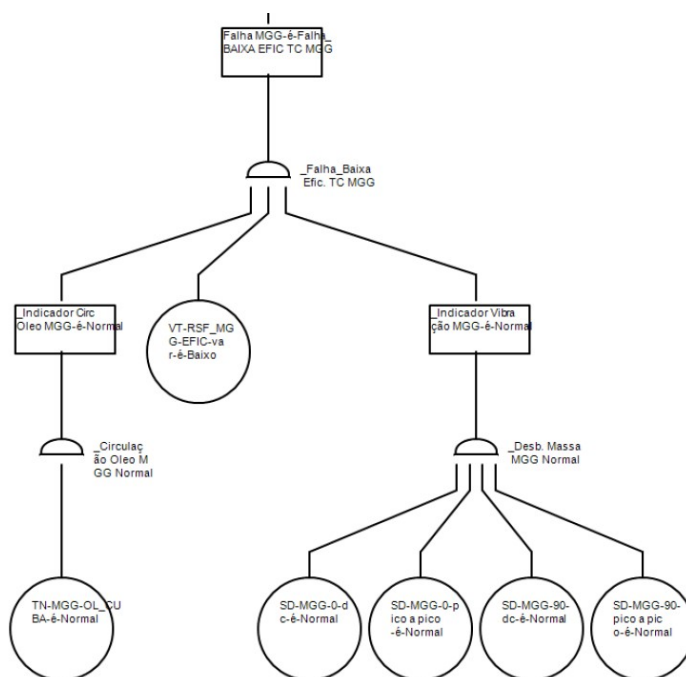 Falha MGG-é-Falha_
BAIXA EFIC TC MGG
_Falha_Baixa
Efic. TC MGG
_Indicador Circ
Oleo MGG-é-Normal
VT-RSF_MG
G-EFIC-va
r-é-Baixo
_Indicador Vibra
ção MGG-é-Normal
_Circulaç
ão Oleo M
GG Normal
_Desb. Massa
MGG Normal
TN-MGG-OL_CU
BA-é-Normal
SD-MGG-0-d
c-é-Normal
SD-MGG-0-p
ico a pico
-é-Normal
SD-MGG-90-
dc-é-Normal
SD-MGG-90-
pico a pic
o-é-Normal